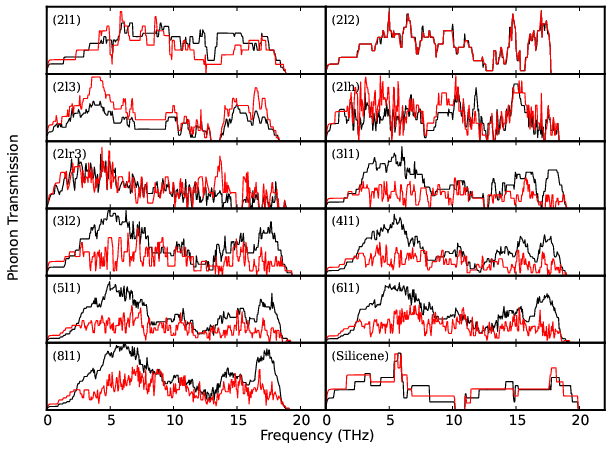 (2l1)
(2l2)
(2l3)
(2lh)
(2lr3)
(3l1)
(3l2)
(4l1)
(5l1)
(6l1)
(8l1)
(Silicene)
Phonon Transmission
0 5 10 15 20 0 5 10 15 20
Frequency (THz)